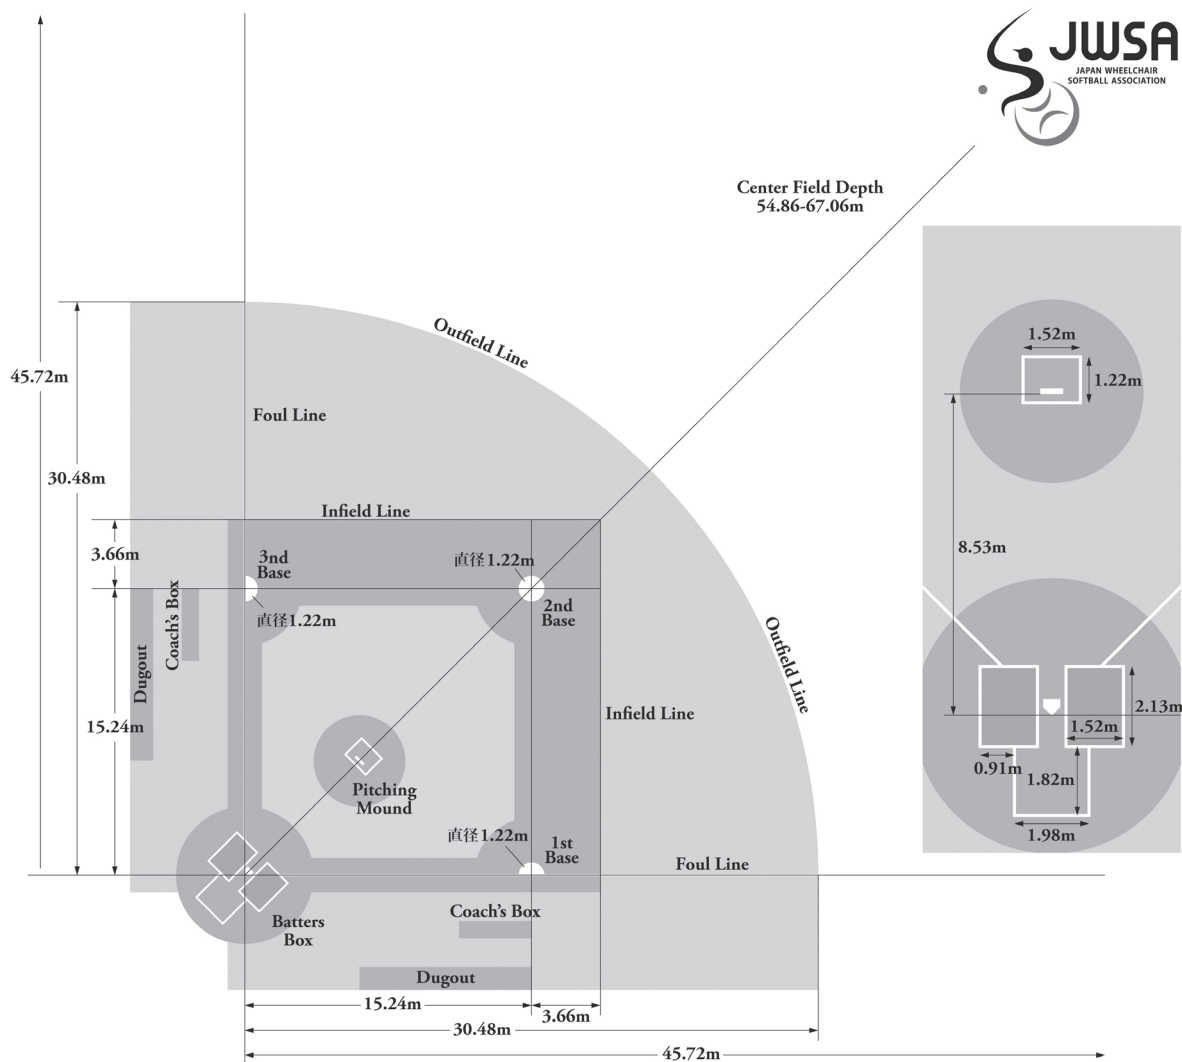 JWSA
JAPAN WHEELCHAIR
SOFTBALL ASSOCIATION
Center Field Depth
54.86-67.06m
Outfield Line
45.72m
Foul Line
30.48m
Infield Line
3.66m
3nd
Base
直径1.22m
直径1.22m
2nd
Base
Coach's Box
Dugout
Outfield Line
15.24m
Infield Line
Pitching
Mound
直径1.22m
1st
Base
Foul Line
Batters
Box
Coach's Box
Dugout
15.24m
3.66m
30.48m
45.72m
1.52m
1.22m
8.53m
2.13m
1.52m
0.91m
1.82m
1.98m